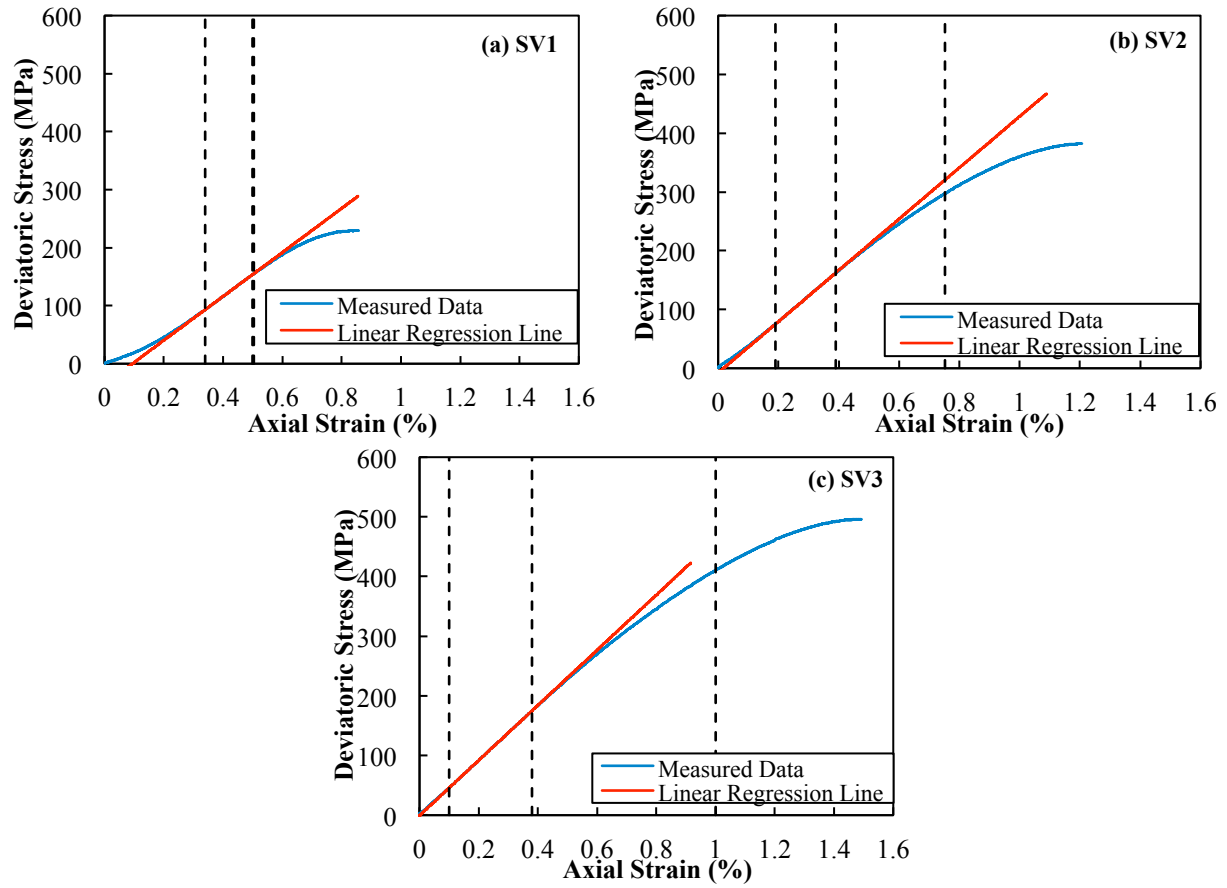 (a) SV1
Deviatoric Stress (MPa)
600
500
400
300
200
100
0
Measured Data
Linear Regression Line
0 0.2 0.4 0.6 0.8 1 1.2 1.4 1.6
Axial Strain (%)
(b) SV2
Deviatoric Stress (MPa)
600
500
400
300
200
100
0
Measured Data
Linear Regression Line
0 0.2 0.4 0.6 0.8 1 1.2 1.4 1.6
Axial Strain (%)
(c) SV3
Deviatoric Stress (MPa)
600
500
400
300
200
100
0
Measured Data
Linear Regression Line
0 0.2 0.4 0.6 0.8 1 1.2 1.4 1.6
Axial Strain (%)